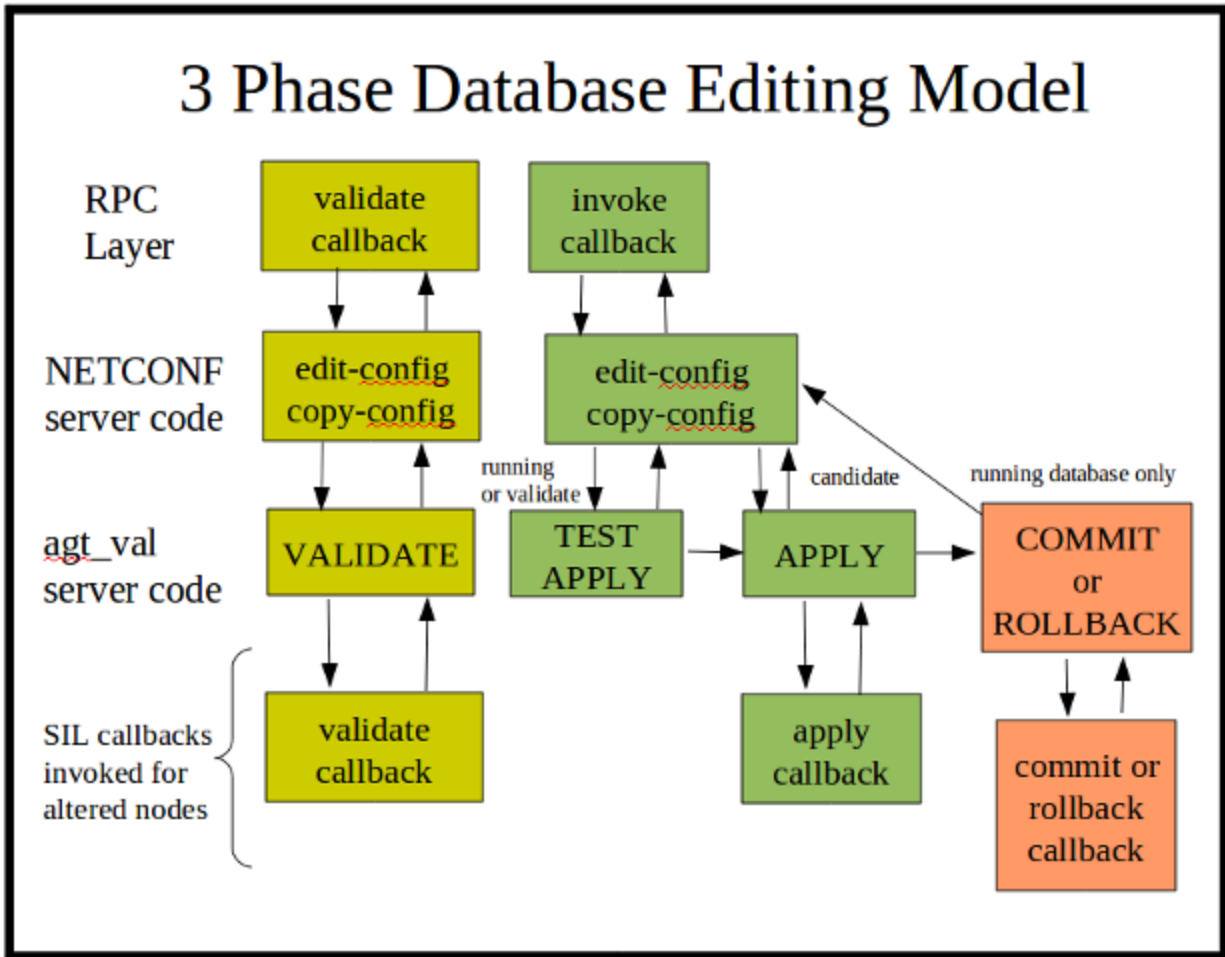 3 Phase Database Editing Model
RPC
Layer
validate
callback
invoke
callback
NETCONF
server code
edit-config
copy-config
edit-config
copy-config
running
or validate
candidate
running database only
agt_val
server code
VALIDATE
TEST
APPLY
APPLY
COMMIT
or
ROLLBACK
SIL callbacks
invoked for
altered nodes
validate
callback
apply
callback
commit or
rollback
callback